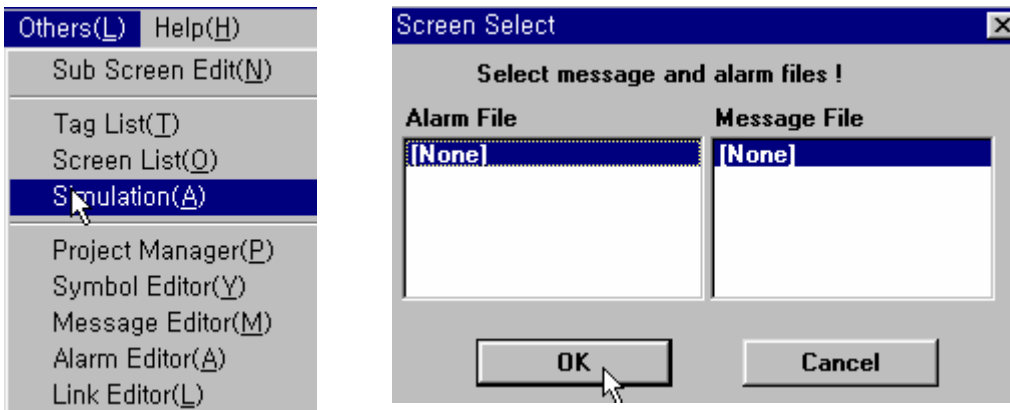 Others(L) Help(H)
Sub Screen Edit(N)
Tag List(T)
Screen List(O)
Simulation(A)
Project Manager(P)
Symbol Editor(Y)
Message Editor(M)
Alarm Editor(A)
Link Editor(L)
Screen Select
Select message and alarm files !
Alarm File Message File
[None] [None]
OK Cancel